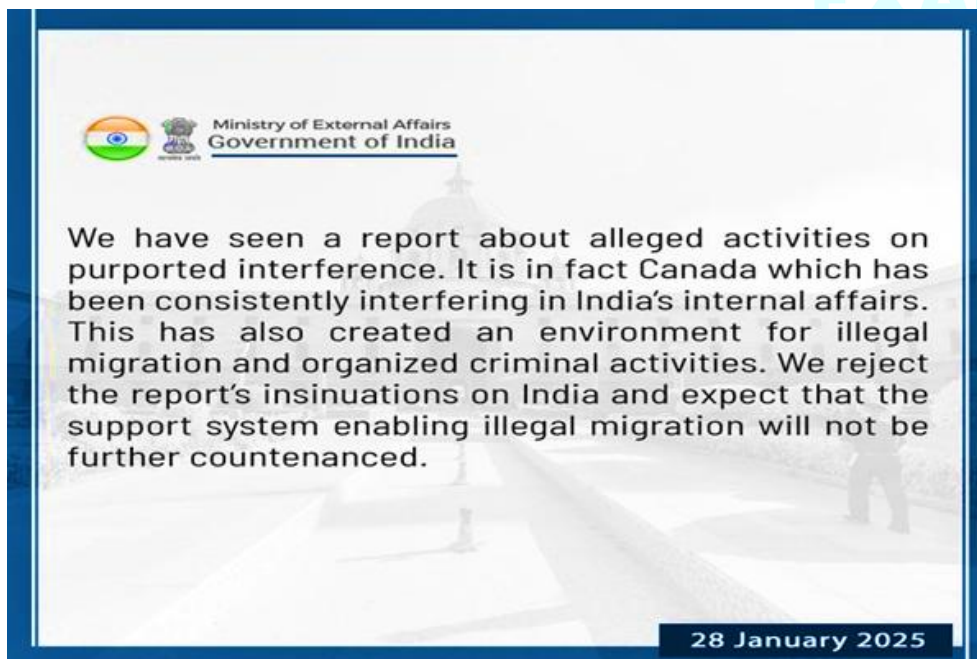 Ministry of External Affairs
Government of India
We have seen a report about alleged activities on
purported interference. It is in fact Canada which has
been consistently interfering in India's internal affairs.
This has also created an environment for illegal
migration and organized criminal activities. We reject
the report's insinuations on India and expect that the
support system enabling illegal migration will not be
further countenanced.
28 January 2025